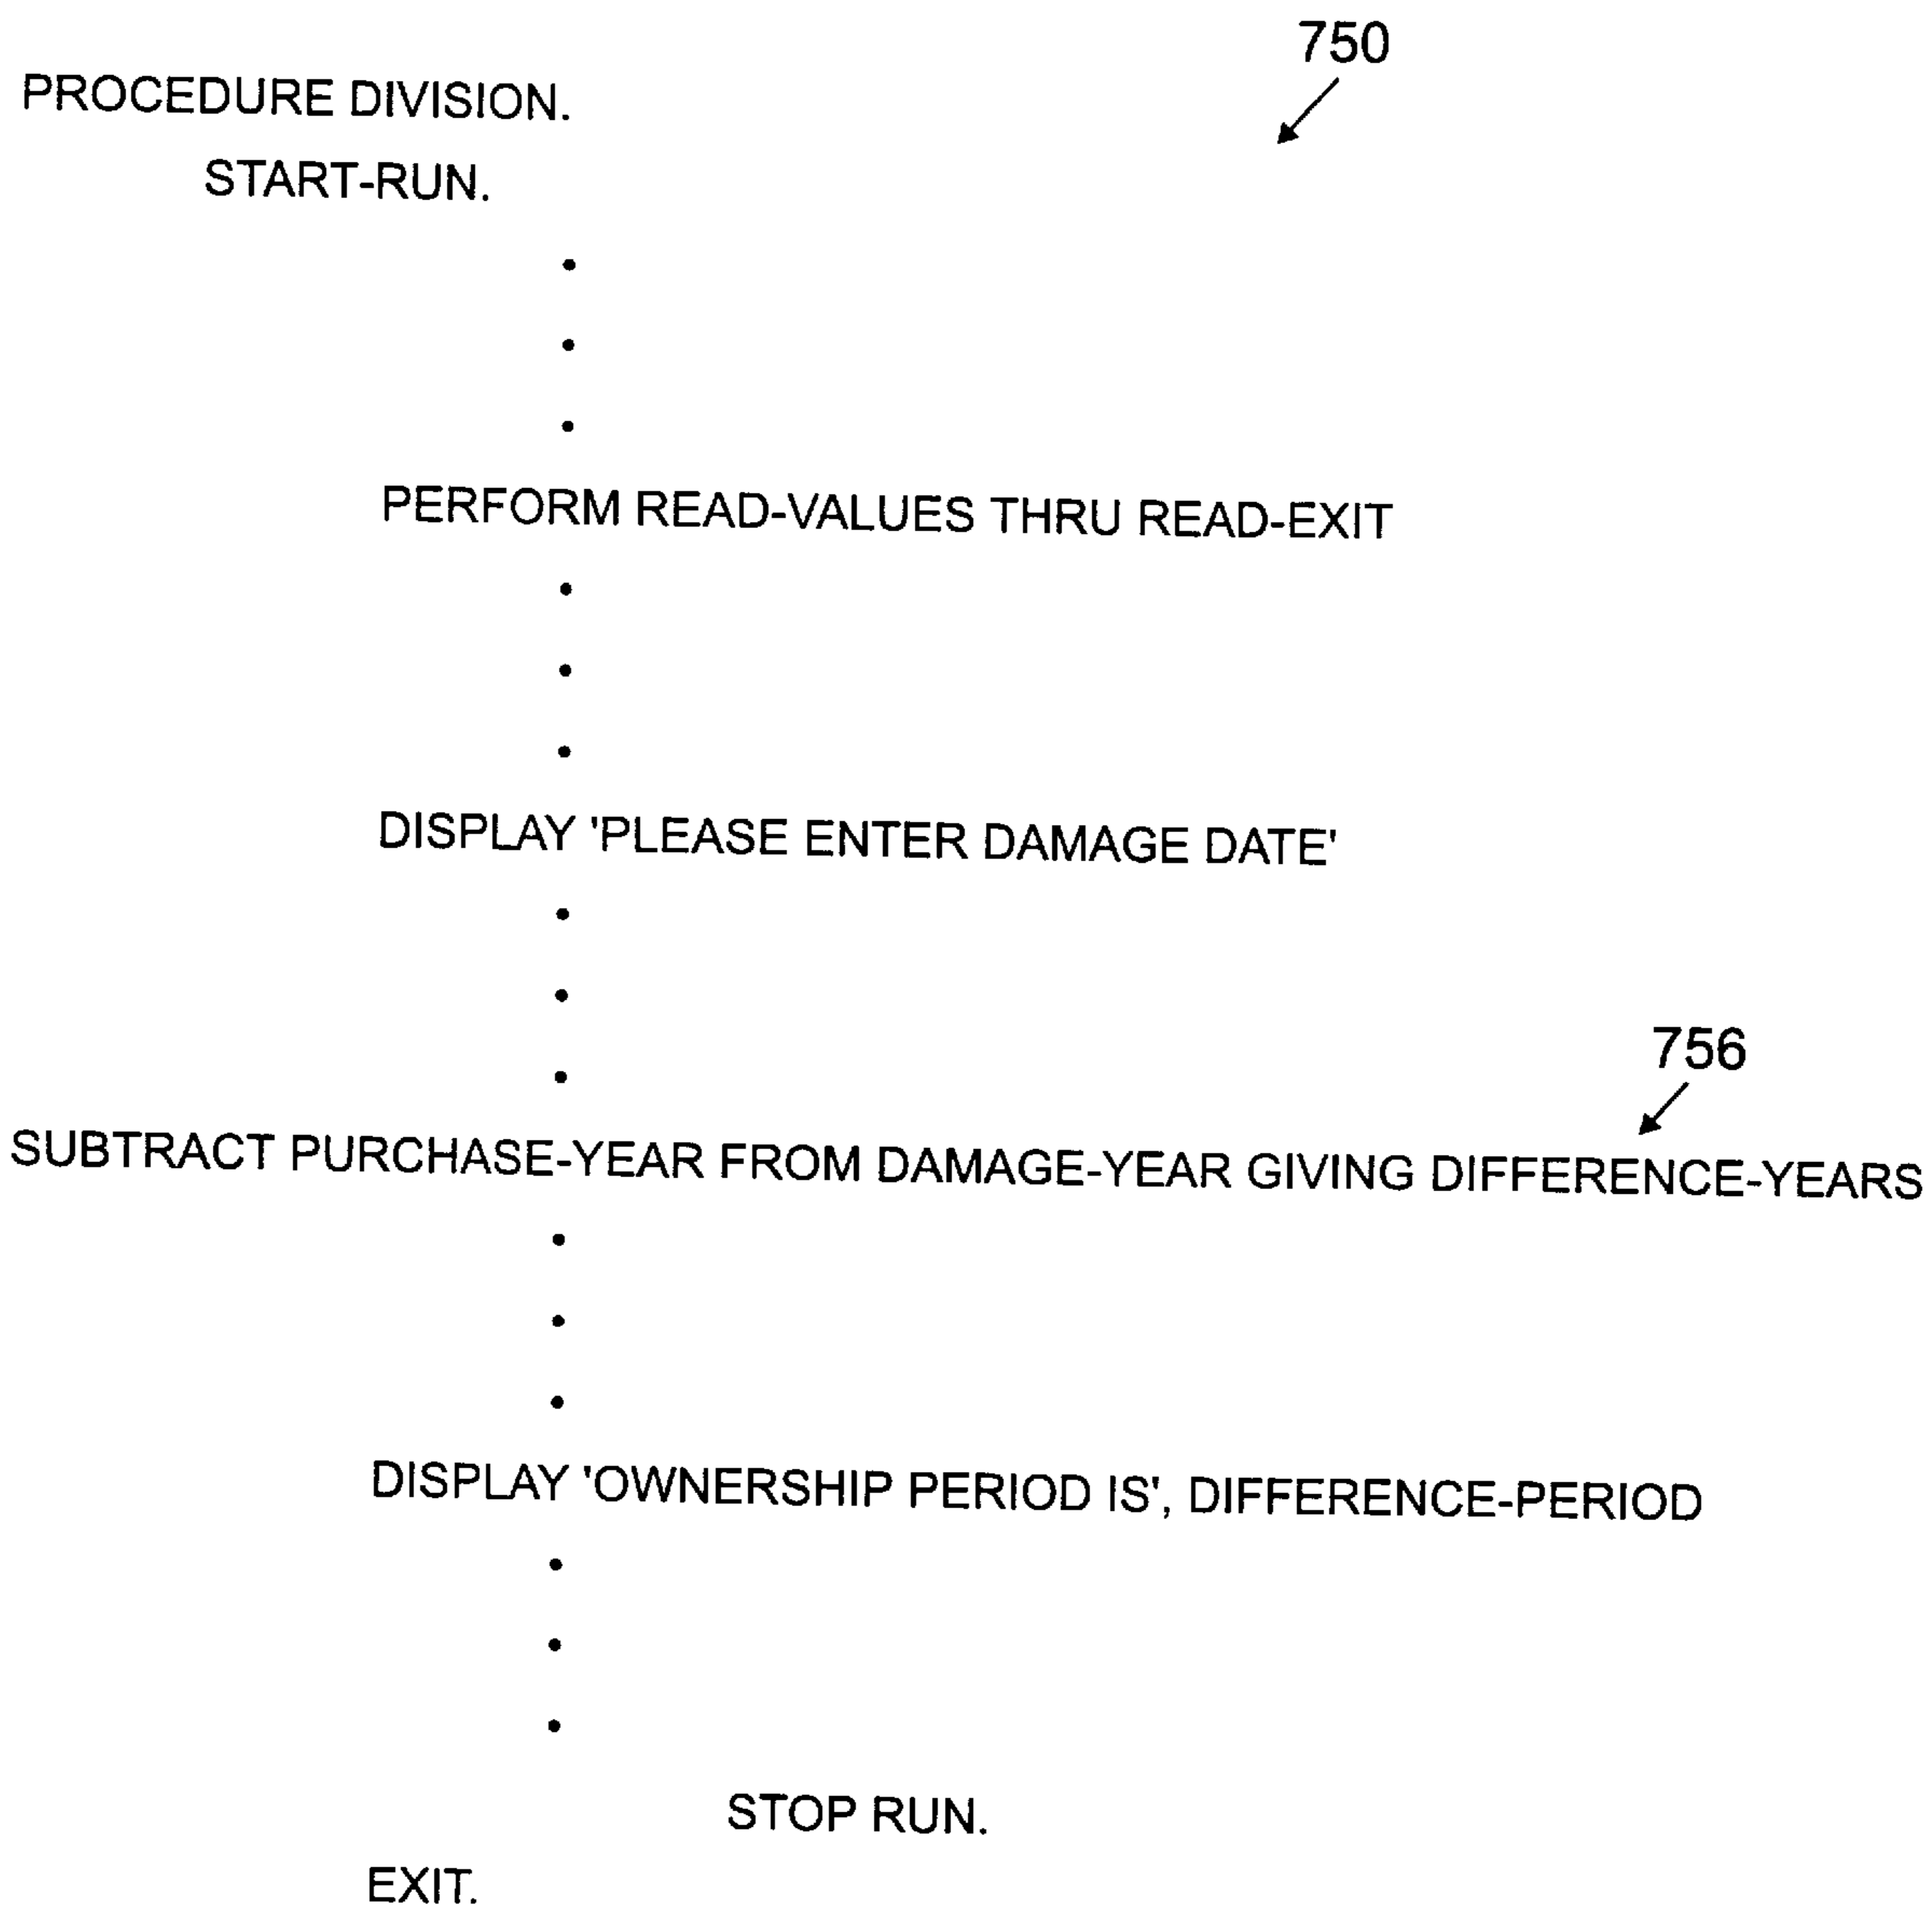 750
PROCEDURE DIVISION.
START-RUN.
PERFORM READ-VALUES THRU READ-EXIT
DISPLAY 'PLEASE ENTER DAMAGE DATE'
756
SUBTRACT PURCHASE-YEAR FROM DAMAGE-YEAR GIVING DIFFERENCE-YEARS
DISPLAY 'OWNERSHIP PERIOD IS', DIFFERENCE-PERIOD
STOP RUN.
EXIT.